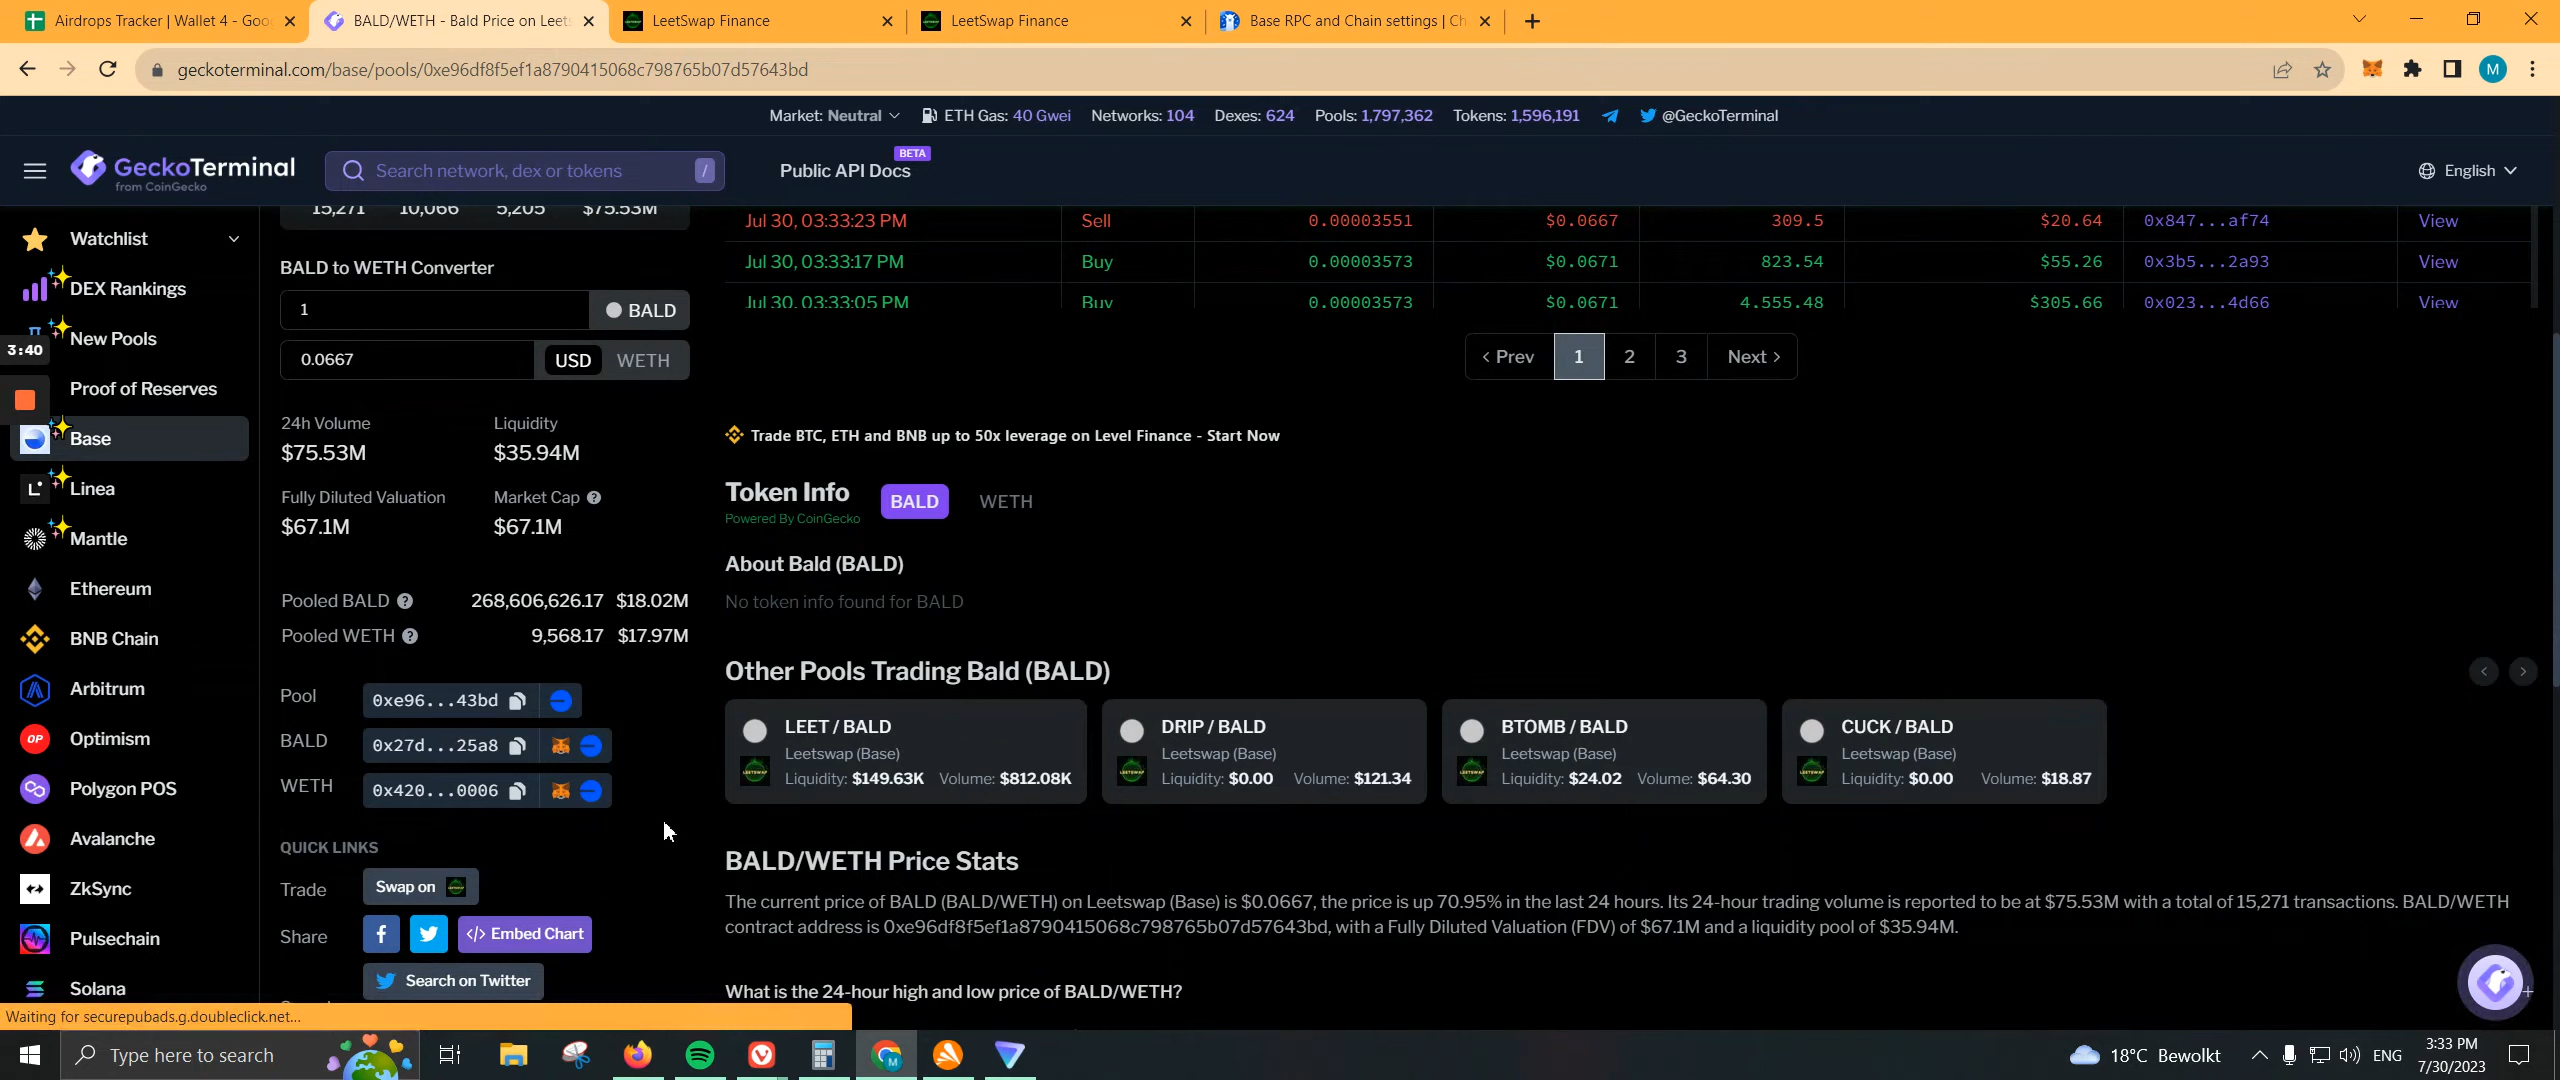 Airdrops Tracker | Wallet 4 - Goo
BALD/WETH - Bald Price on Leets
LeetSwap Finance
LeetSwap Finance
Base RPC and Chain settings | Ch
geckoterminal.com/base/pools/0xe96df8f5ef1a8790415068c798765b07d57643bd
M
Market: Neutral
ETH Gas: 40 Gwei
Networks: 104
Dexes: 624
Pools: 1,797,362
Tokens: 1,596,191
@GeckoTerminal
GeckoTerminal
from CoinGecko
Search network, dex or tokens
/
Public API Docs
BETA
English
Watchlist
DEX Rankings
New Pools
3:40
Proof of Reserves
Base
Linea
Mantle
Ethereum
BNB Chain
Arbitrum
OP
Optimism
Polygon POS
Avalanche
ZkSync
Pulsechain
Solana
15,271 10,066 5,205 $75.53M
BALD to WETH Converter
1 BALD
0.0667 USD WETH
24h Volume Liquidity
$75.53M $35.94M
Fully Diluted Valuation Market Cap ?
$67.1M $67.1M
Pooled BALD ? 268,606,626.17 $18.02M
Pooled WETH ? 9,568.17 $17.97M
Pool 0xe96...43bd
BALD 0x27d...25a8
WETH 0x420...0006
QUICK LINKS
Trade Swap on
Share f </> Embed Chart
Search on Twitter
Jul 30, 03:33:23 PM Sell 0.00003551 $0.0667 309.5 $20.64 0x847...af74 View
Jul 30, 03:33:17 PM Buy 0.00003573 $0.0671 823.54 $55.26 0x3b5...2a93 View
Jul 30, 03:33:05 PM Buy 0.00003573 $0.0671 4,555.48 $305.66 0x023...4d66 View
‹ Prev 1 2 3 Next ›
Trade BTC, ETH and BNB up to 50x leverage on Level Finance - Start Now
Token Info BALD WETH
Powered By CoinGecko
About Bald (BALD)
No token info found for BALD
Other Pools Trading Bald (BALD)
LEET / BALD
Leetswap (Base)
Liquidity: $149.63K Volume: $812.08K
DRIP / BALD
Leetswap (Base)
Liquidity: $0.00 Volume: $121.34
BTOMB / BALD
Leetswap (Base)
Liquidity: $24.02 Volume: $64.30
CUCK / BALD
Leetswap (Base)
Liquidity: $0.00 Volume: $18.87
BALD/WETH Price Stats
The current price of BALD (BALD/WETH) on Leetswap (Base) is $0.0667, the price is up 70.95% in the last 24 hours. Its 24-hour trading volume is reported to be at $75.53M with a total of 15,271 transactions. BALD/WETH
contract address is 0xe96df8f5ef1a8790415068c798765b07d57643bd, with a Fully Diluted Valuation (FDV) of $67.1M and a liquidity pool of $35.94M.
What is the 24-hour high and low price of BALD/WETH?
Waiting for securepubads.g.doubleclick.net...
Type here to search
M
18°C Bewolkt
ENG
3:33 PM
7/30/2023